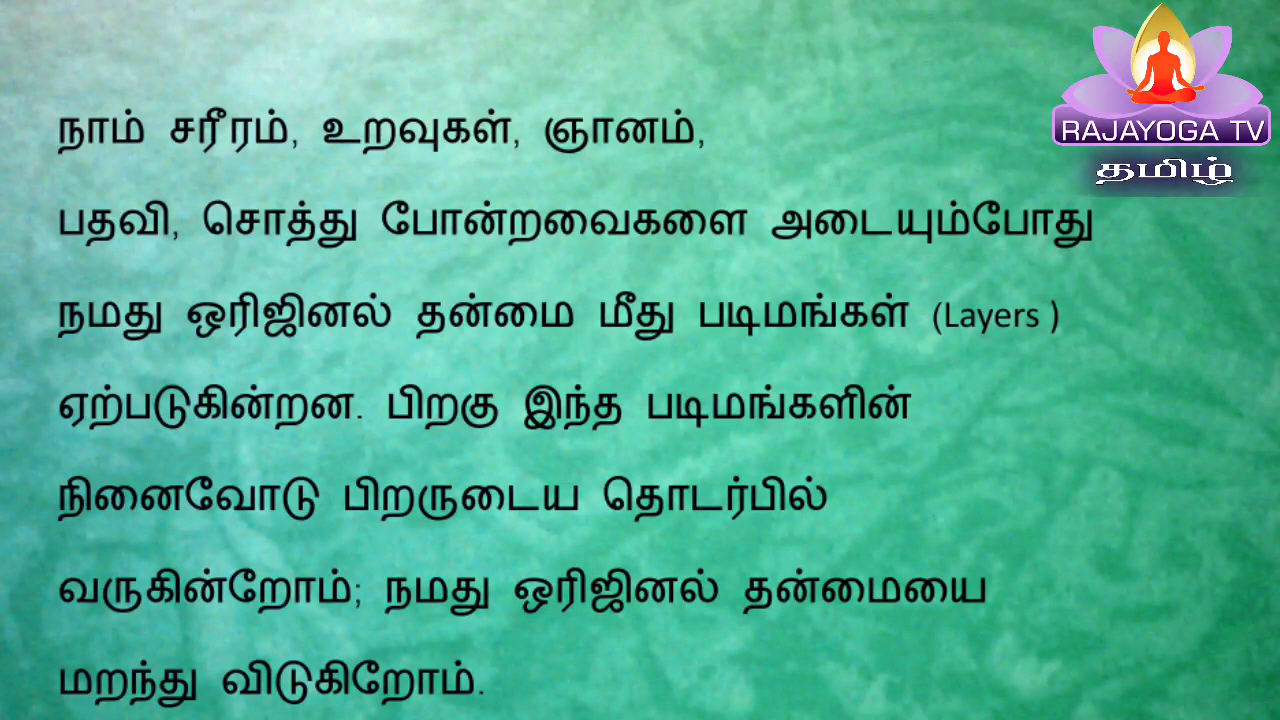 RAJAYOGA TV
தமிழ்
நாம் சரீரம், உறவுகள், ஞானம்,
பதவி, சொத்து போன்றவைகளை அடையும்போது
நமது ஒரிஜினல் தன்மை மீது படிமங்கள் (Layers )
ஏற்படுகின்றன. பிறகு இந்த படிமங்களின்
நினைவோடு பிறருடைய தொடர்பில்
வருகின்றோம்; நமது ஒரிஜினல் தன்மையை
மறந்து விடுகிறோம்.